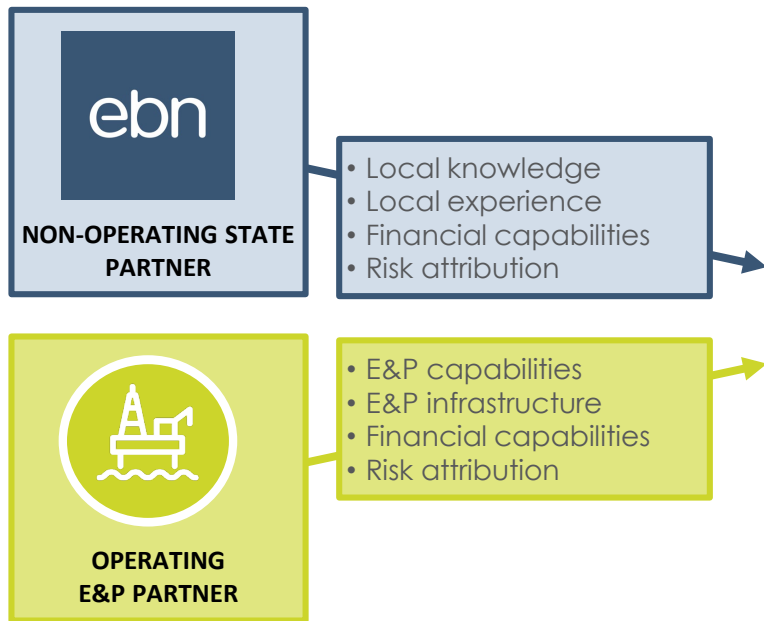 ebn
NON-OPERATING STATE
PARTNER
• Local knowledge
• Local experience
• Financial capabilities
• Risk attribution
OPERATING
E&P PARTNER
• E&P capabilities
• E&P infrastructure
• Financial capabilities
• Risk attribution